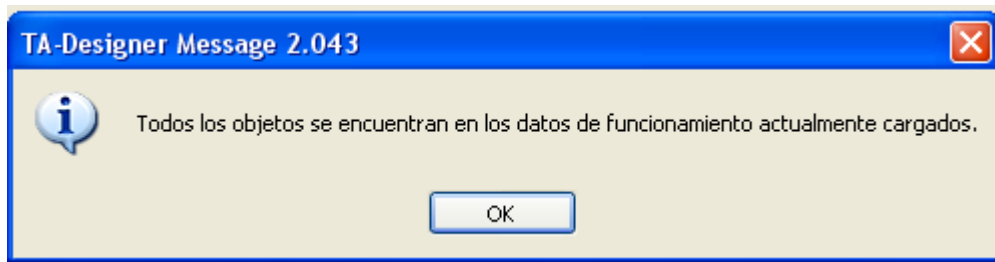 TA-Designer Message 2.043
Todos los objetos se encuentran en los datos de funcionamiento actualmente cargados.
OK